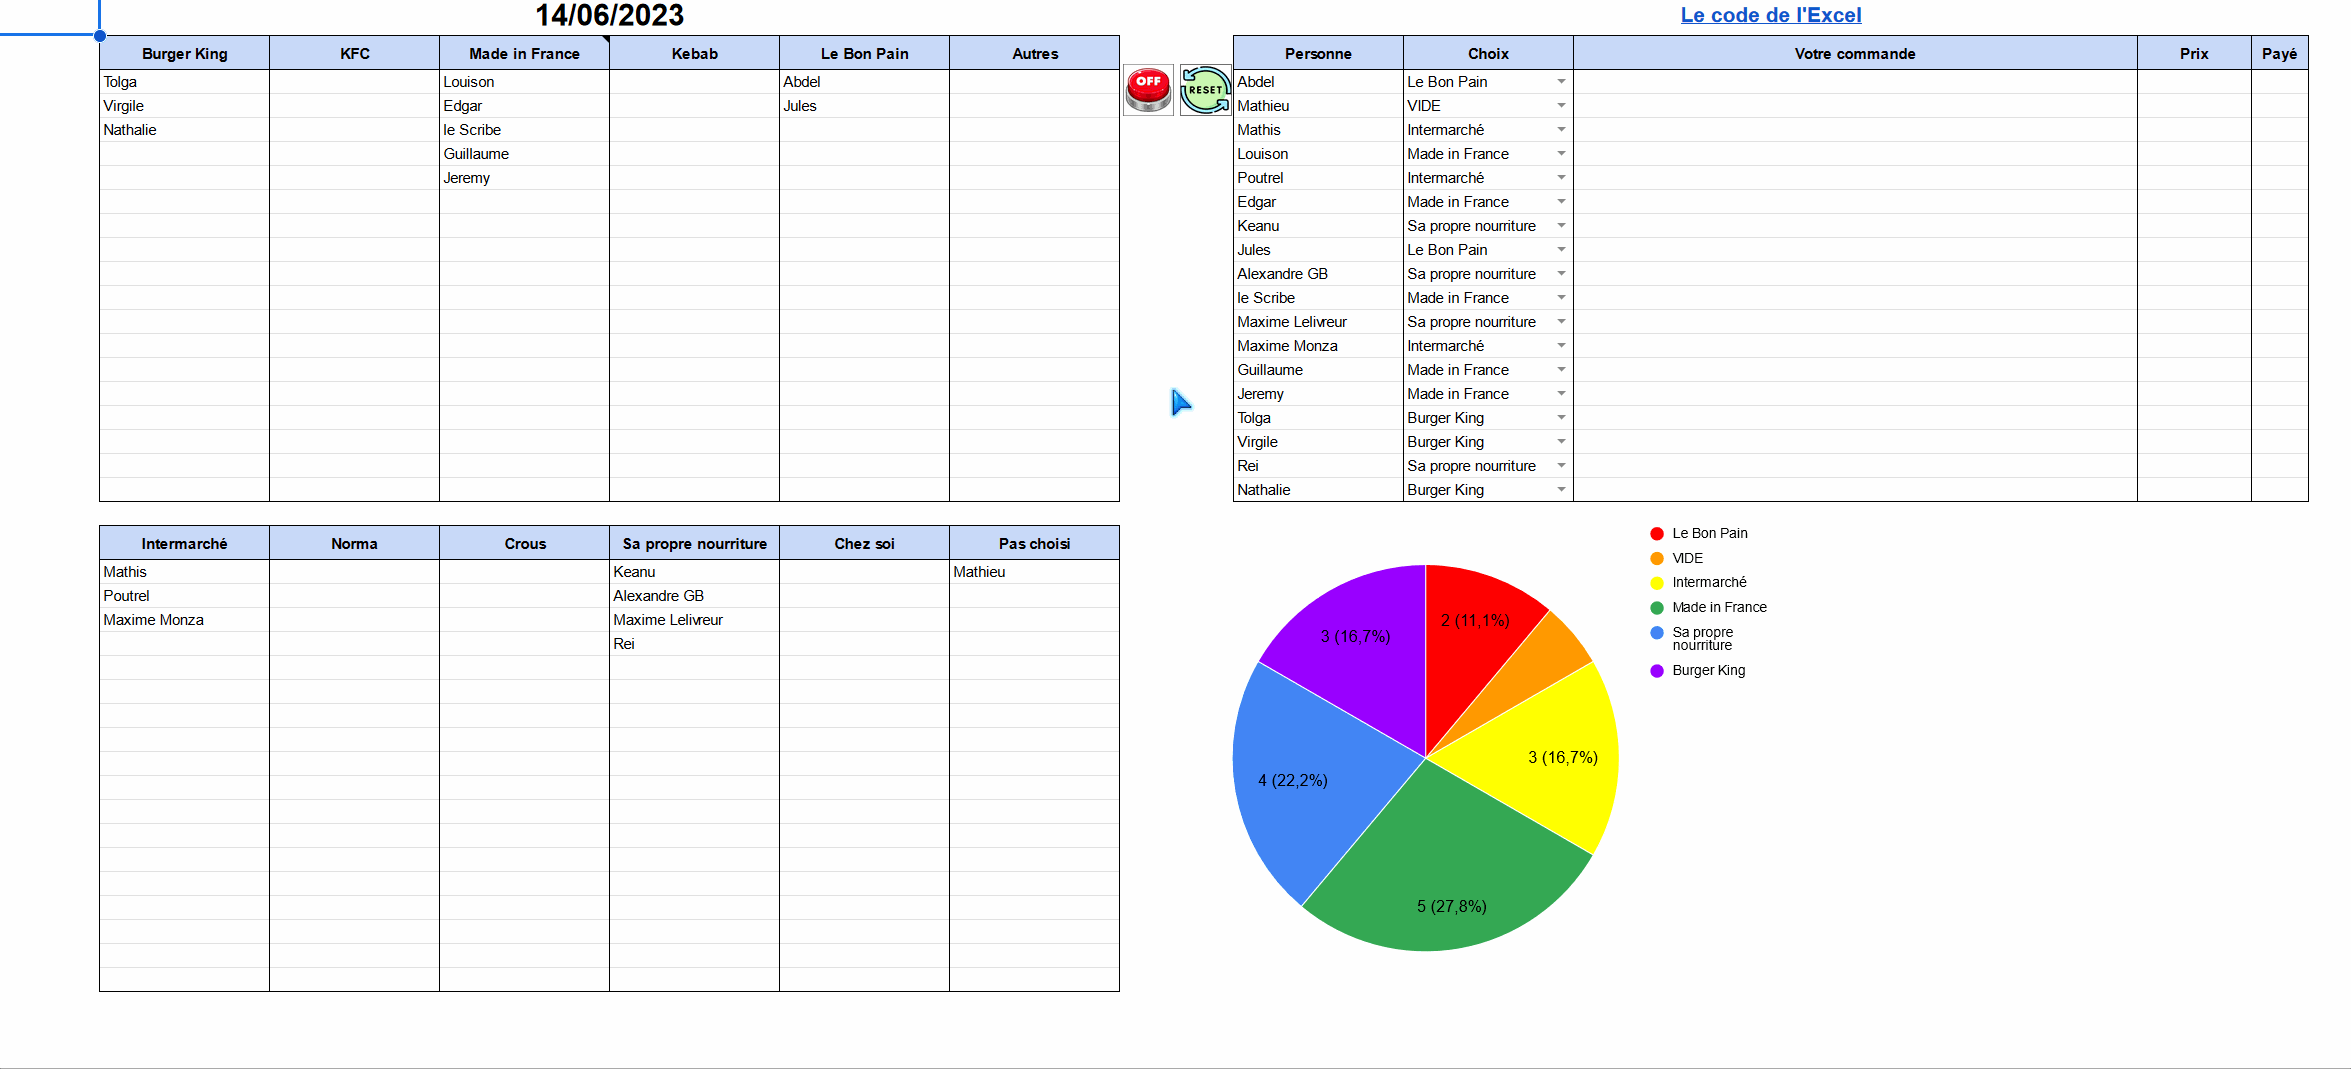 14/06/2023
Le code de l'Excel
Burger King KFC Made in France Kebab Le Bon Pain Autres
Tolga Louison Abdel
Virgile Edgar Jules
Nathalie le Scribe
Guillaume
Jeremy
OFF
RESET
Personne Choix Votre commande Prix Payé
Abdel Le Bon Pain
Mathieu VIDE
Mathis Intermarché
Louison Made in France
Poutrel Intermarché
Edgar Made in France
Keanu Sa propre nourriture
Jules Le Bon Pain
Alexandre GB Sa propre nourriture
le Scribe Made in France
Maxime Lelivreur Sa propre nourriture
Maxime Monza Intermarché
Guillaume Made in France
Jeremy Made in France
Tolga Burger King
Virgile Burger King
Rei Sa propre nourriture
Nathalie Burger King
Intermarché Norma Crous Sa propre nourriture Chez soi Pas choisi
Mathis Keanu Mathieu
Poutrel Alexandre GB
Maxime Monza Maxime Lelivreur
Rei
Le Bon Pain
VIDE
Intermarché
Made in France
Sa propre
nourriture
Burger King
2 (11,1%)
3 (16,7%)
3 (16,7%)
4 (22,2%)
5 (27,8%)